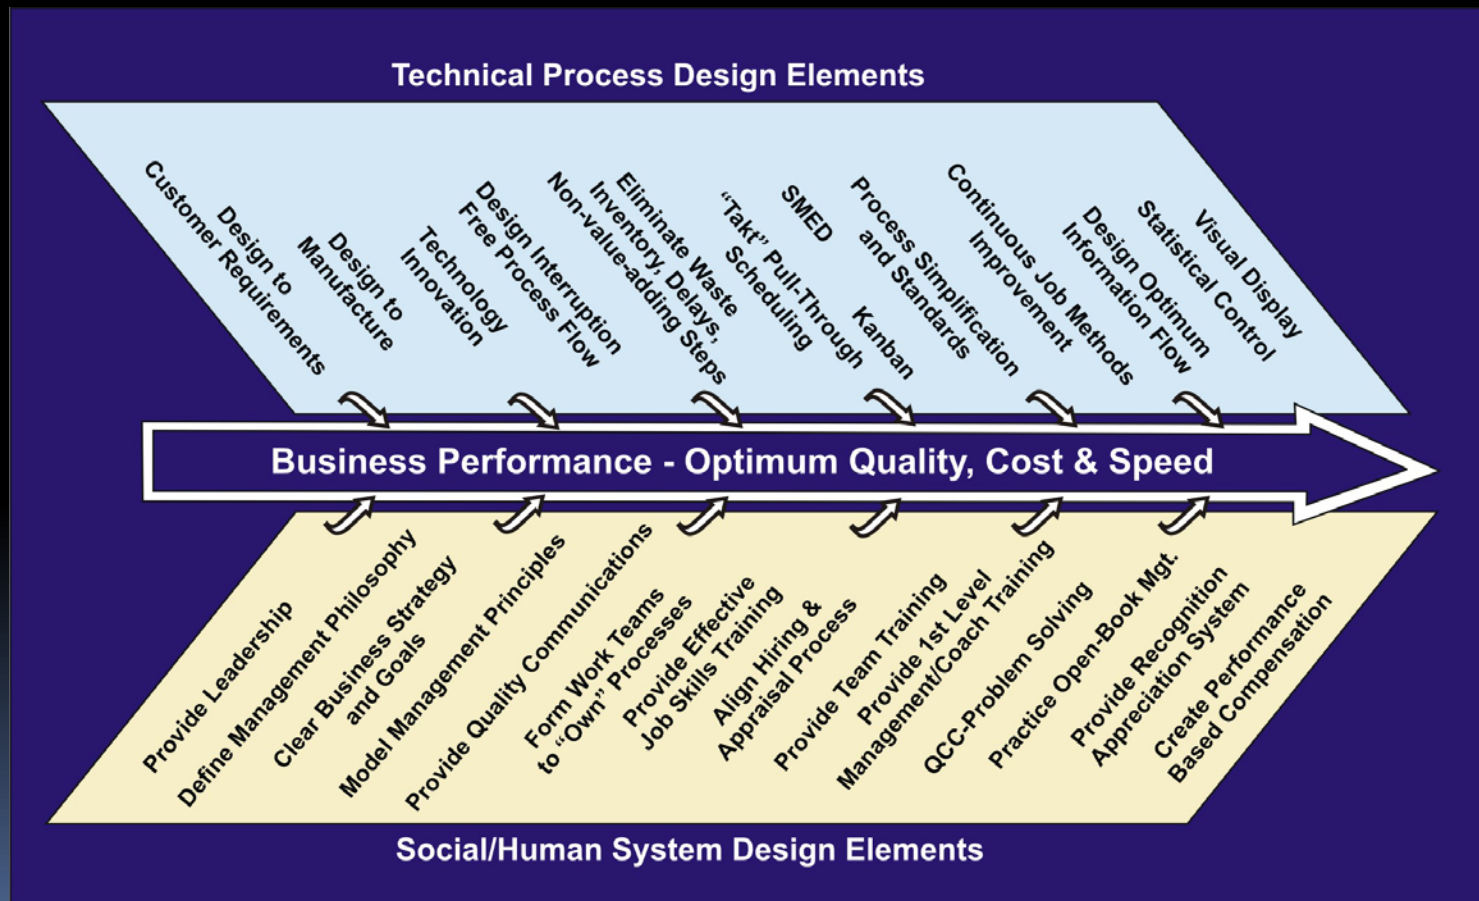 Technical Process Design Elements
Design to
Customer Requirements
Design to
Manufacture
Technology
Innovation
Design Interruption
Free Process Flow
Eliminate Waste
Inventory, Delays,
Non-value-adding Steps
“Takt” Pull-Through
Scheduling
SMED
Kanban
Process Simplification
and Standards
Continuous Job Methods
Improvement
Design Optimum
Information Flow
Statistical Control
Visual Display
Business Performance - Optimum Quality, Cost & Speed
Provide Leadership
Define Management Philosophy
Clear Business Strategy
and Goals
Model Management Principles
Provide Quality Communications
Form Work Teams
to “Own” Processes
Provide Effective
Job Skills Training
Align Hiring &
Appraisal Process
Provide Team Training
Provide 1st Level
Management/Coach Training
QCC-Problem Solving
Practice Open-Book Mgt.
Provide Recognition
Appreciation System
Create Performance
Based Compensation
Social/Human System Design Elements